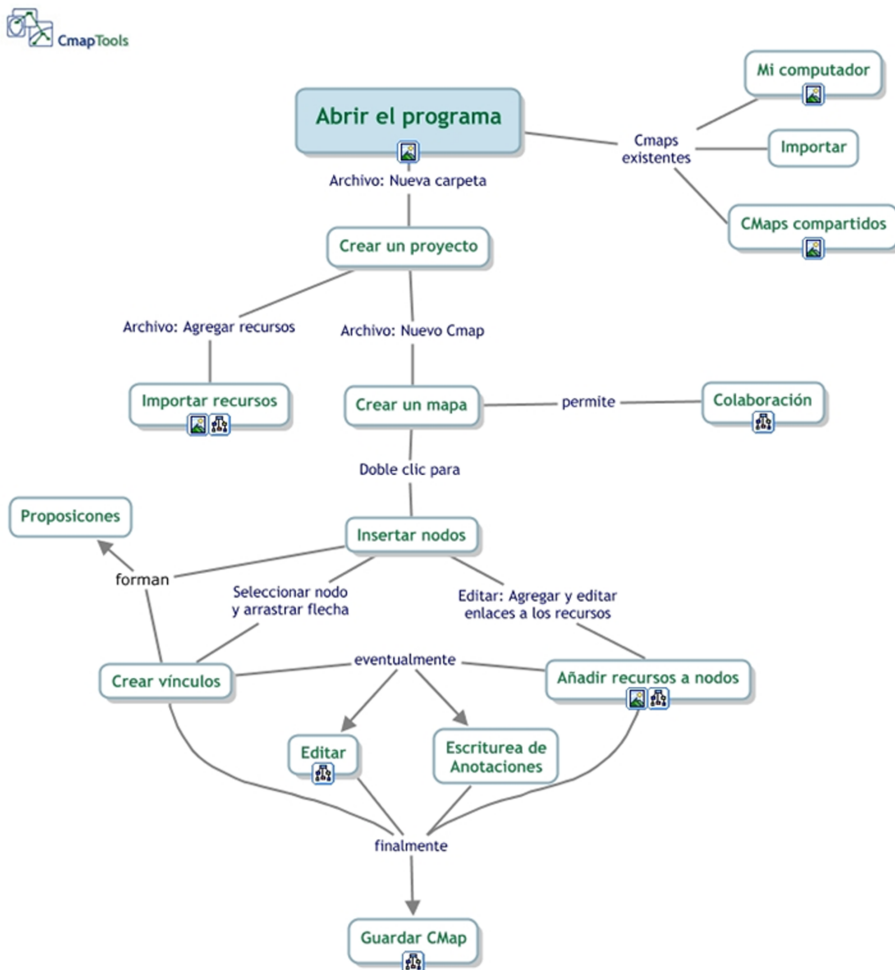 CmapTools
Mi computador
Abrir el programa
Cmaps
existentes
Importar
Archivo: Nueva carpeta
CMaps compartidos
Crear un proyecto
Archivo: Agregar recursos
Archivo: Nuevo Cmap
Importar recursos
Crear un mapa
permite
Colaboración
Doble clic para
Proposicones
Insertar nodos
forman
Seleccionar nodo
y arrastrar flecha
Editar: Agregar y editar
enlaces a los recursos
eventualmente
Crear vínculos
Añadir recursos a nodos
Editar
Escriturea de
Anotaciones
finalmente
Guardar CMap